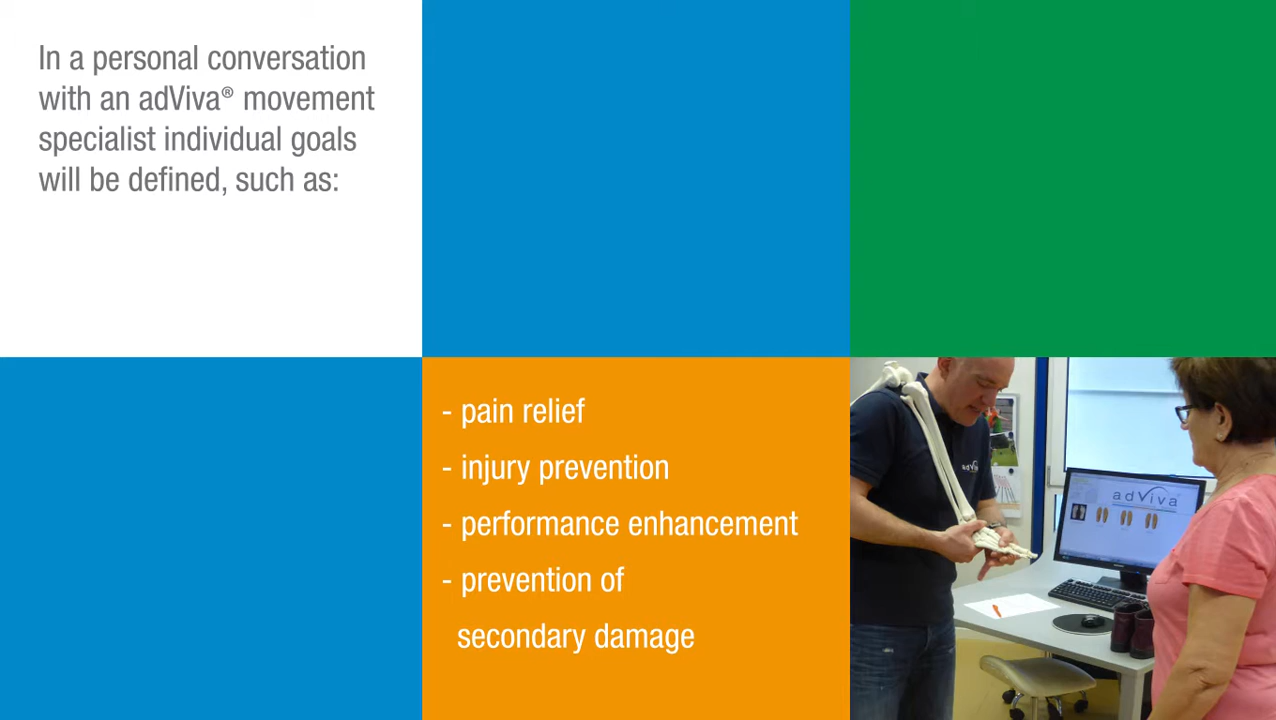 In a personal conversation
with an adViva® movement
specialist individual goals
will be defined, such as:
- pain relief
- injury prevention
- performance enhancement
- prevention of
secondary damage
adViva
adViva